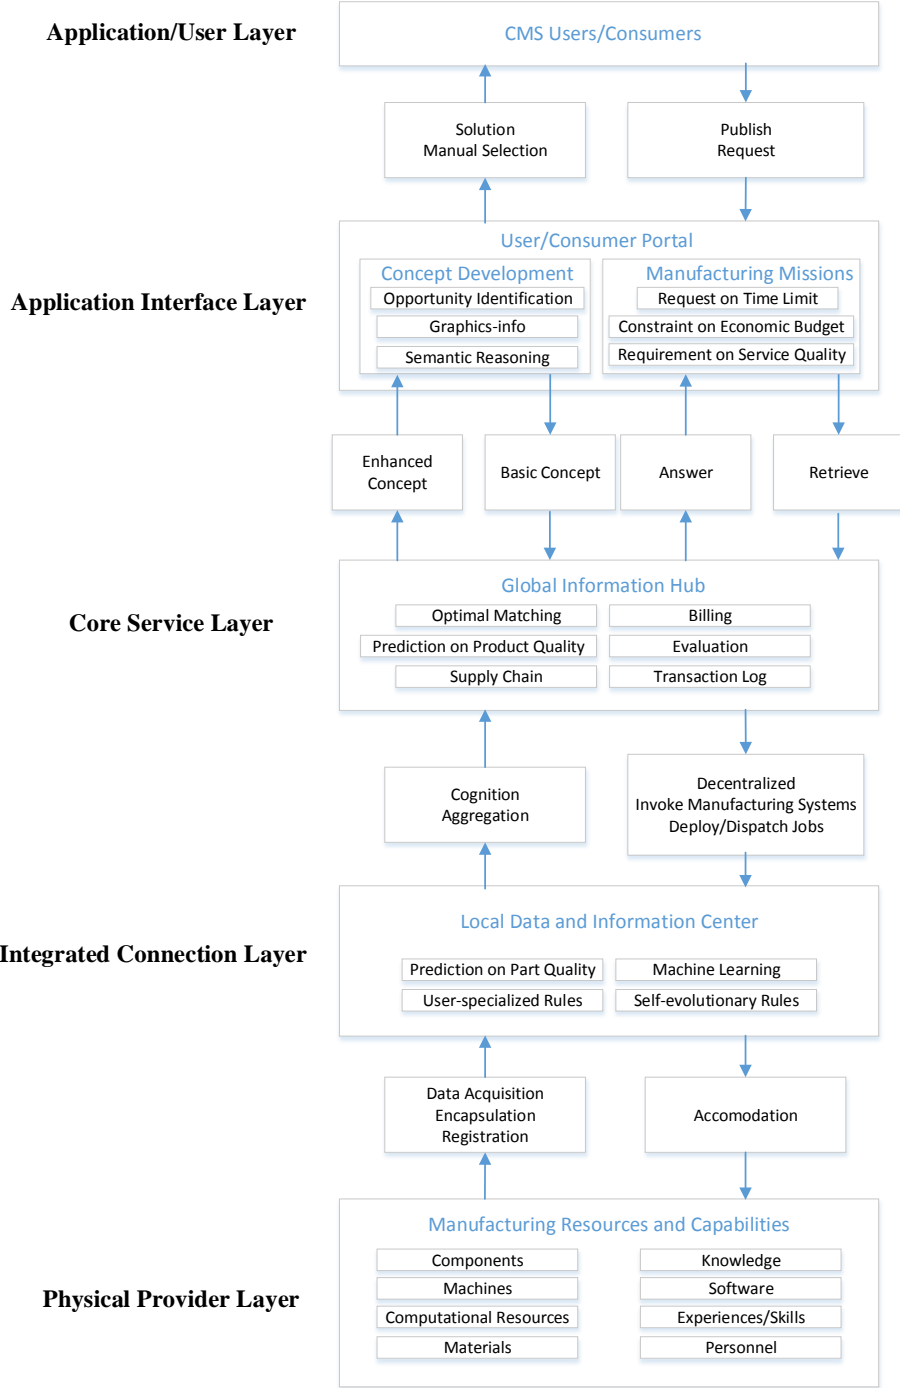 Application/User Layer
CMS Users/Consumers
Solution
Manual Selection
Publish
Request
Application Interface Layer
User/Consumer Portal
Concept Development
Opportunity Identification
Graphics-info
Semantic Reasoning
Manufacturing Missions
Request on Time Limit
Constraint on Economic Budget
Requirement on Service Quality
Enhanced
Concept
Basic Concept
Answer
Retrieve
Core Service Layer
Global Information Hub
Optimal Matching
Billing
Prediction on Product Quality
Evaluation
Supply Chain
Transaction Log
Cognition
Aggregation
Decentralized
Invoke Manufacturing Systems
Deploy/Dispatch Jobs
Integrated Connection Layer
Local Data and Information Center
Prediction on Part Quality
Machine Learning
User-specialized Rules
Self-evolutionary Rules
Data Acquisition
Encapsulation
Registration
Accomodation
Physical Provider Layer
Manufacturing Resources and Capabilities
Components
Knowledge
Machines
Software
Computational Resources
Experiences/Skills
Materials
Personnel